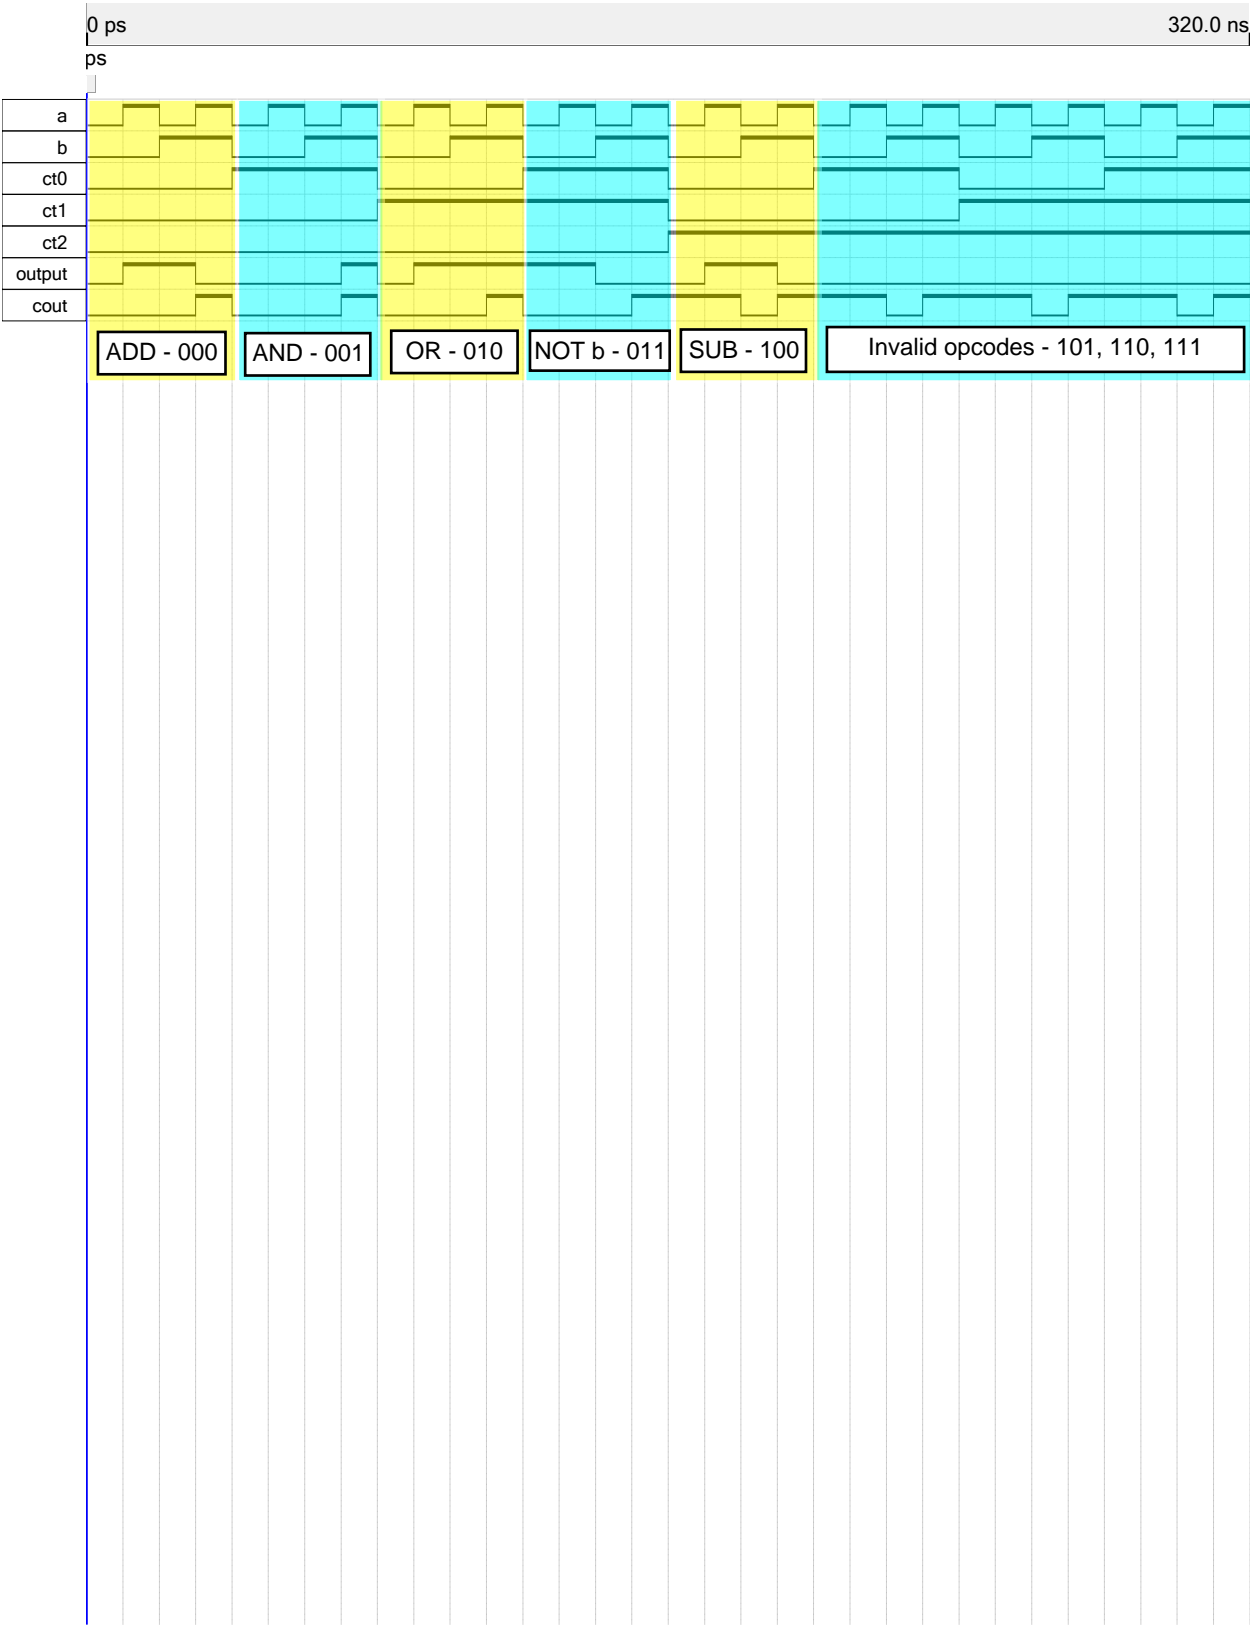 0 ps
320.0 ns
ps
a
b
ct0
ct1
ct2
output
cout
ADD - 000
AND - 001
OR - 010
NOT b - 011
SUB - 100
Invalid opcodes - 101, 110, 111